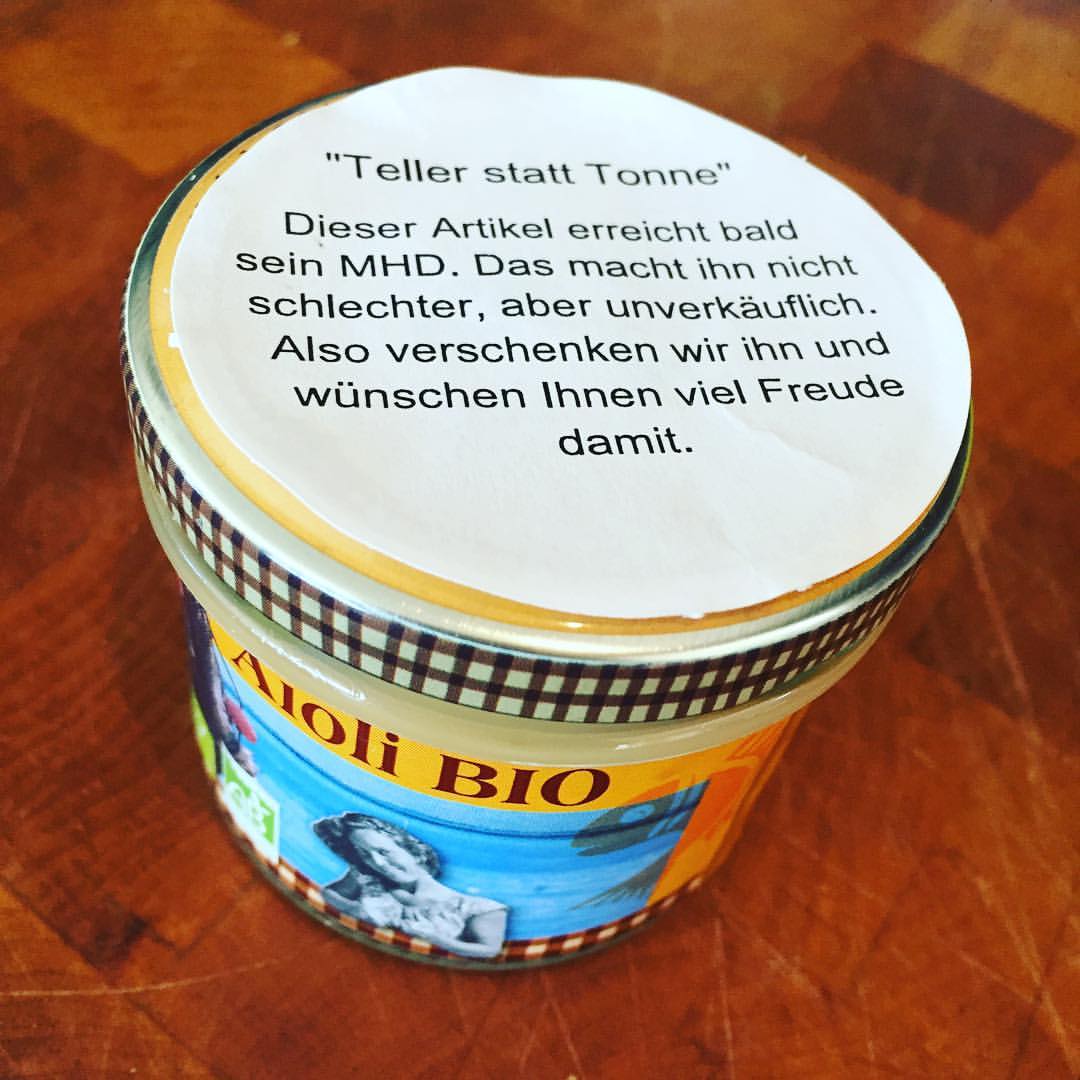 "Teller statt Tonne"
Dieser Artikel erreicht bald
sein MHD. Das macht ihn nicht
schlechter, aber unverkäuflich.
Also verschenken wir ihn und
wünschen Ihnen viel Freude
damit.
Aioli BIO